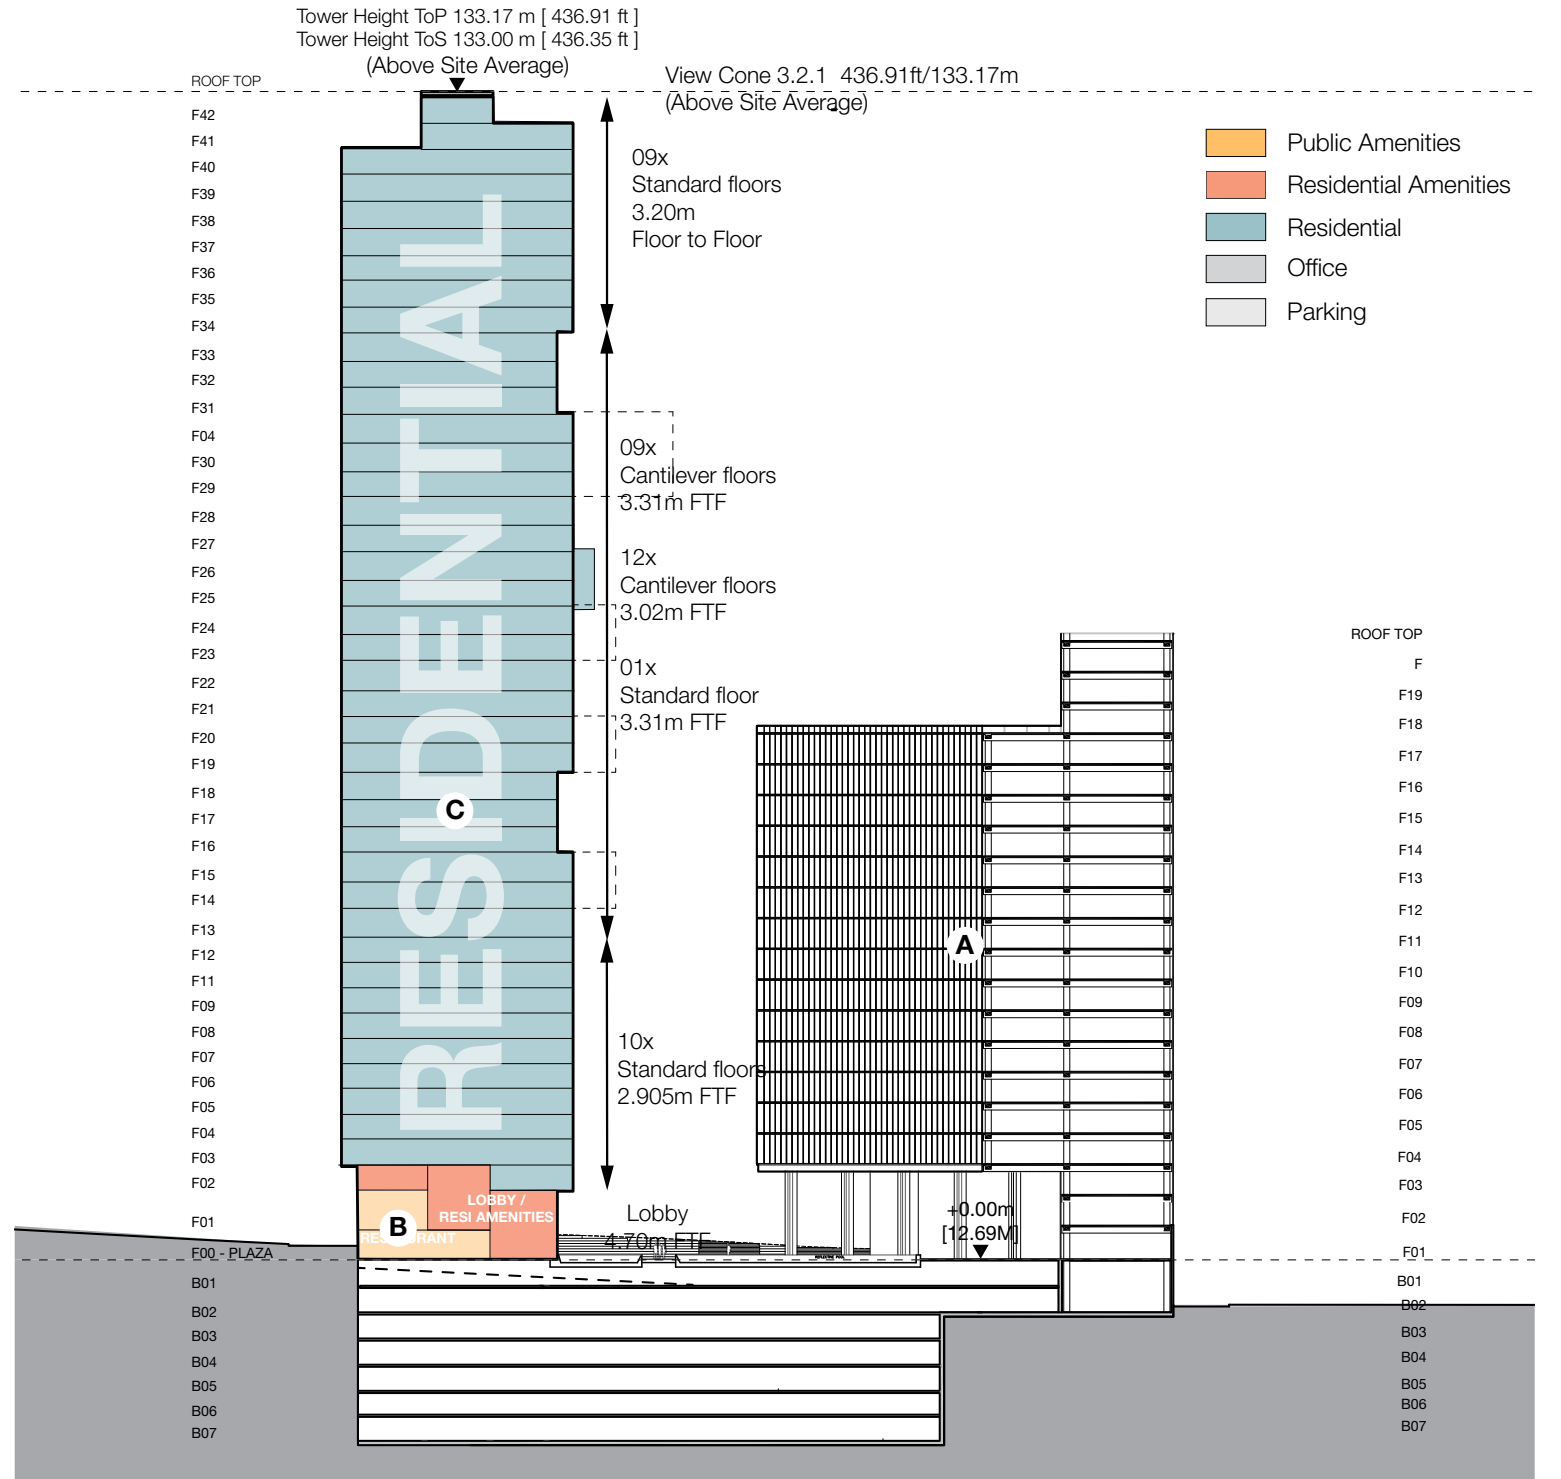 Tower Height ToP 133.17 m [ 436.91 ft ]
Tower Height ToS 133.00 m [ 436.35 ft ]
(Above Site Average)
View Cone 3.2.1 436.91ft/133.17m
(Above Site Average)
Public Amenities
Residential Amenities
Residential
Office
Parking
ROOF TOP
F42
F41
F40
F39
F38
F37
F36
F35
F34
F33
F32
F31
F04
F30
F29
F28
F27
F26
F25
F24
F23
F22
F21
F20
F19
F18
F17
F16
F15
F14
F13
F12
F11
F09
F08
F07
F06
F05
F04
F03
F02
F01
F00 - PLAZA
B01
B02
B03
B04
B05
B06
B07
RESIDENTIAL
C
LOBBY /
RESI AMENITIES
B
RESTAURANT
09x
Standard floors
3.20m
Floor to Floor
09x
Cantilever floors
3.31m FTF
12x
Cantilever floors
3.02m FTF
01x
Standard floor
3.31m FTF
10x
Standard floors
2.905m FTF
Lobby
4.70m FTF
A
+0.00m
[12.69M]
ROOF TOP
F
F19
F18
F17
F16
F15
F14
F13
F12
F11
F10
F09
F08
F07
F06
F05
F04
F03
F02
F01
B01
B02
B03
B04
B05
B06
B07